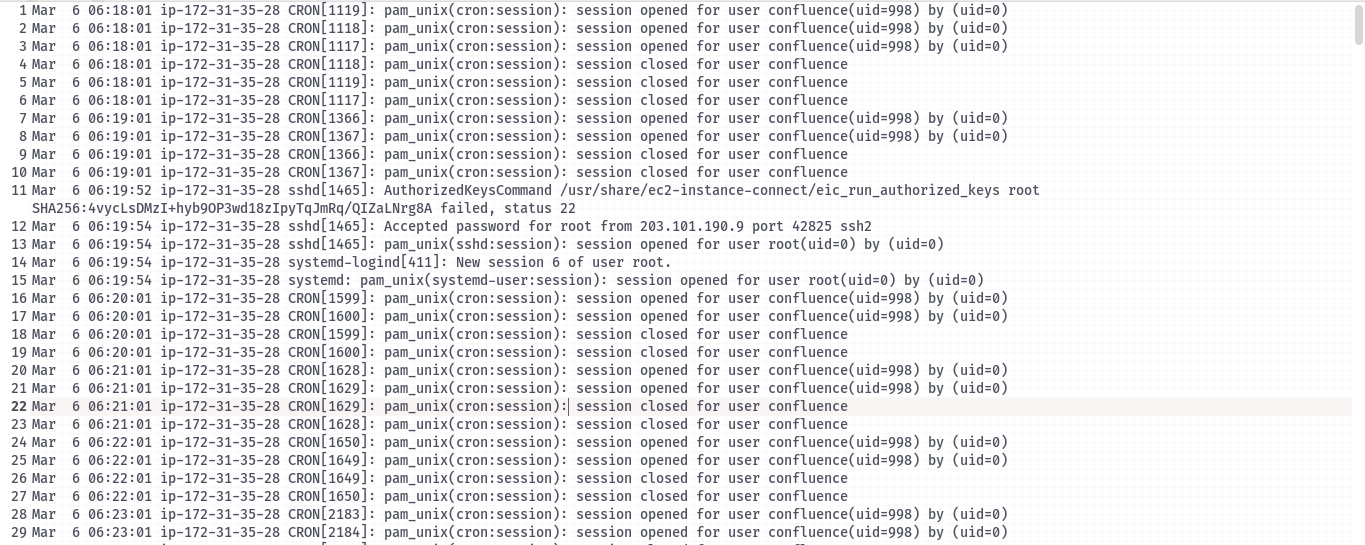 1 Mar  6 06:18:01 ip-172-31-35-28 CRON[1119]: pam_unix(cron:session): session opened for user confluence(uid=998) by (uid=0)
2 Mar  6 06:18:01 ip-172-31-35-28 CRON[1118]: pam_unix(cron:session): session opened for user confluence(uid=998) by (uid=0)
3 Mar  6 06:18:01 ip-172-31-35-28 CRON[1117]: pam_unix(cron:session): session opened for user confluence(uid=998) by (uid=0)
4 Mar  6 06:18:01 ip-172-31-35-28 CRON[1118]: pam_unix(cron:session): session closed for user confluence
5 Mar  6 06:18:01 ip-172-31-35-28 CRON[1119]: pam_unix(cron:session): session closed for user confluence
6 Mar  6 06:18:01 ip-172-31-35-28 CRON[1117]: pam_unix(cron:session): session closed for user confluence
7 Mar  6 06:19:01 ip-172-31-35-28 CRON[1366]: pam_unix(cron:session): session opened for user confluence(uid=998) by (uid=0)
8 Mar  6 06:19:01 ip-172-31-35-28 CRON[1367]: pam_unix(cron:session): session opened for user confluence(uid=998) by (uid=0)
9 Mar  6 06:19:01 ip-172-31-35-28 CRON[1366]: pam_unix(cron:session): session closed for user confluence
10 Mar  6 06:19:01 ip-172-31-35-28 CRON[1367]: pam_unix(cron:session): session closed for user confluence
11 Mar  6 06:19:52 ip-172-31-35-28 sshd[1465]: AuthorizedKeysCommand /usr/share/ec2-instance-connect/eic_run_authorized_keys root
SHA256:4vycLsDMzI+hyb9OP3wd18zIpyTqJmRq/QIZaLNrg8A failed, status 22
12 Mar  6 06:19:54 ip-172-31-35-28 sshd[1465]: Accepted password for root from 203.101.190.9 port 42825 ssh2
13 Mar  6 06:19:54 ip-172-31-35-28 sshd[1465]: pam_unix(sshd:session): session opened for user root(uid=0) by (uid=0)
14 Mar  6 06:19:54 ip-172-31-35-28 systemd-logind[411]: New session 6 of user root.
15 Mar  6 06:19:54 ip-172-31-35-28 systemd: pam_unix(systemd-user:session): session opened for user root(uid=0) by (uid=0)
16 Mar  6 06:20:01 ip-172-31-35-28 CRON[1599]: pam_unix(cron:session): session opened for user confluence(uid=998) by (uid=0)
17 Mar  6 06:20:01 ip-172-31-35-28 CRON[1600]: pam_unix(cron:session): session opened for user confluence(uid=998) by (uid=0)
18 Mar  6 06:20:01 ip-172-31-35-28 CRON[1599]: pam_unix(cron:session): session closed for user confluence
19 Mar  6 06:20:01 ip-172-31-35-28 CRON[1600]: pam_unix(cron:session): session closed for user confluence
20 Mar  6 06:21:01 ip-172-31-35-28 CRON[1628]: pam_unix(cron:session): session opened for user confluence(uid=998) by (uid=0)
21 Mar  6 06:21:01 ip-172-31-35-28 CRON[1629]: pam_unix(cron:session): session opened for user confluence(uid=998) by (uid=0)
22 Mar  6 06:21:01 ip-172-31-35-28 CRON[1629]: pam_unix(cron:session): session closed for user confluence
23 Mar  6 06:21:01 ip-172-31-35-28 CRON[1628]: pam_unix(cron:session): session closed for user confluence
24 Mar  6 06:22:01 ip-172-31-35-28 CRON[1650]: pam_unix(cron:session): session opened for user confluence(uid=998) by (uid=0)
25 Mar  6 06:22:01 ip-172-31-35-28 CRON[1649]: pam_unix(cron:session): session opened for user confluence(uid=998) by (uid=0)
26 Mar  6 06:22:01 ip-172-31-35-28 CRON[1649]: pam_unix(cron:session): session closed for user confluence
27 Mar  6 06:22:01 ip-172-31-35-28 CRON[1650]: pam_unix(cron:session): session closed for user confluence
28 Mar  6 06:23:01 ip-172-31-35-28 CRON[2183]: pam_unix(cron:session): session opened for user confluence(uid=998) by (uid=0)
29 Mar  6 06:23:01 ip-172-31-35-28 CRON[2184]: pam_unix(cron:session): session opened for user confluence(uid=998) by (uid=0)